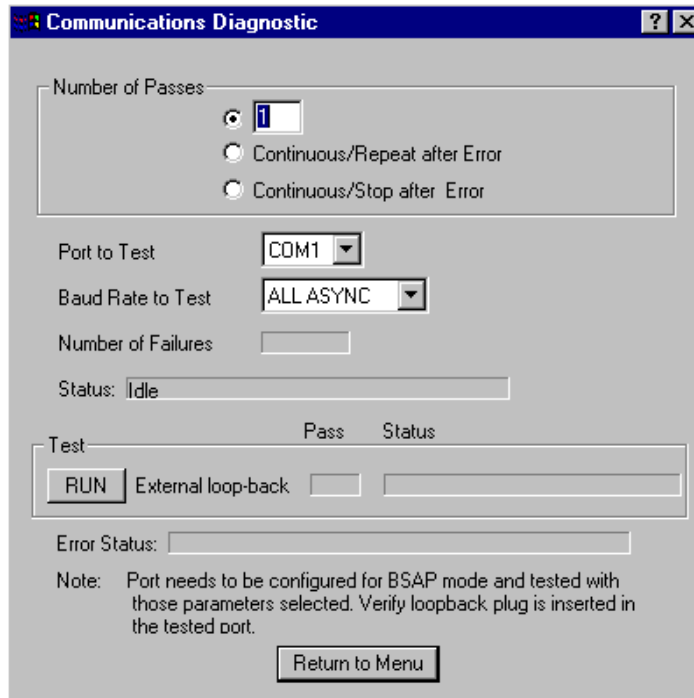 Communications Diagnostic
Number of Passes
1
Continuous/Repeat after Error
Continuous/Stop after Error
Port to Test COM1
Baud Rate to Test ALL ASYNC
Number of Failures
Status: Idle
Pass Status
Test
RUN External loop-back
Error Status:
Note: Port needs to be configured for BSAP mode and tested with
those parameters selected. Verify loopback plug is inserted in
the tested port.
Return to Menu